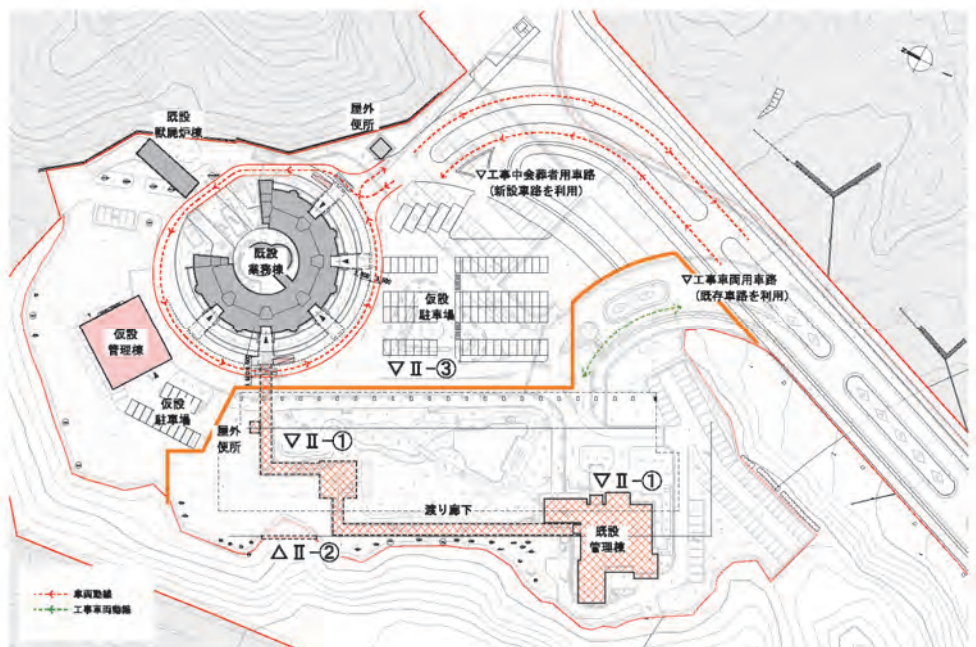 既設
獣脂炉棟
屋外
便所
▽工事中会葬者用車路
(新設車路を利用)
既設
業務棟
▽工事車両用車路
(既存車路を利用)
仮設
駐車場
仮設
管理棟
▽Ⅱ-③
仮設
駐車場
屋外
便所
▽Ⅱ-①
▽Ⅱ-①
渡り廊下
既設
管理棟
△Ⅱ-②
車両動線
工事車両動線